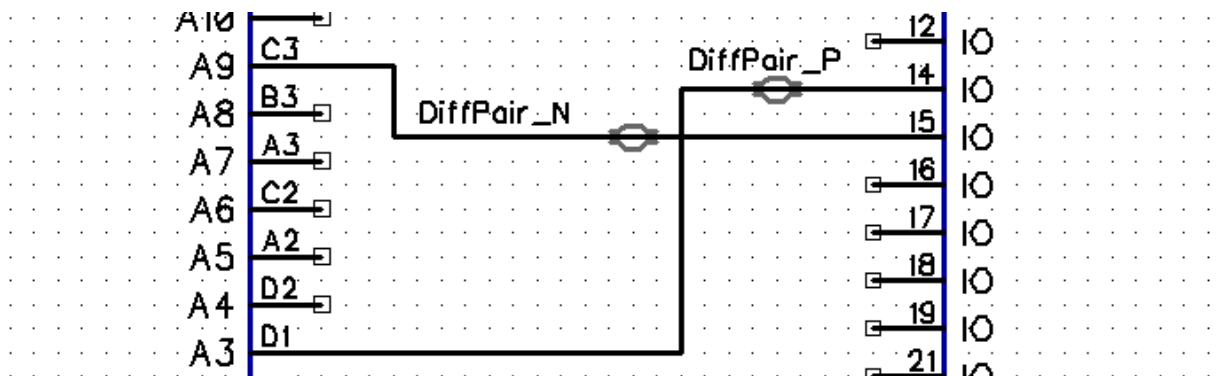 A10
A9 C3
A8 B3
A7 A3
A6 C2
A5 A2
A4 D2
A3 D1
DiffPair_N
DiffPair_P
12 IO
14 IO
15 IO
16 IO
17 IO
18 IO
19 IO
21 IO